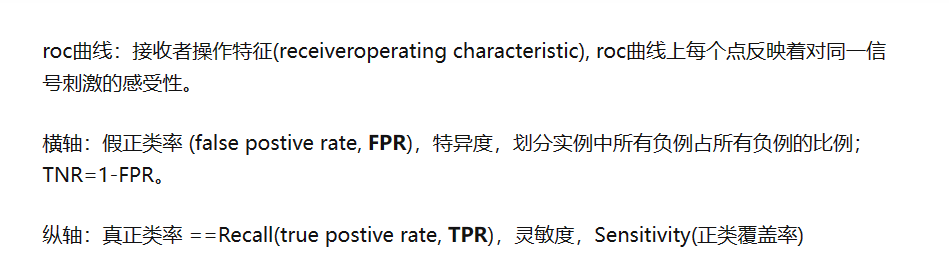 roc曲线：接收者操作特征(receiveroperating characteristic), roc曲线上每个点反映着对同一信
号刺激的感受性。
横轴：假正类率 (false postive rate, FPR)，特异度，划分实例中所有负例占所有负例的比例；
TNR=1-FPR。
纵轴：真正类率 ==Recall(true postive rate, TPR)，灵敏度，Sensitivity(正类覆盖率)